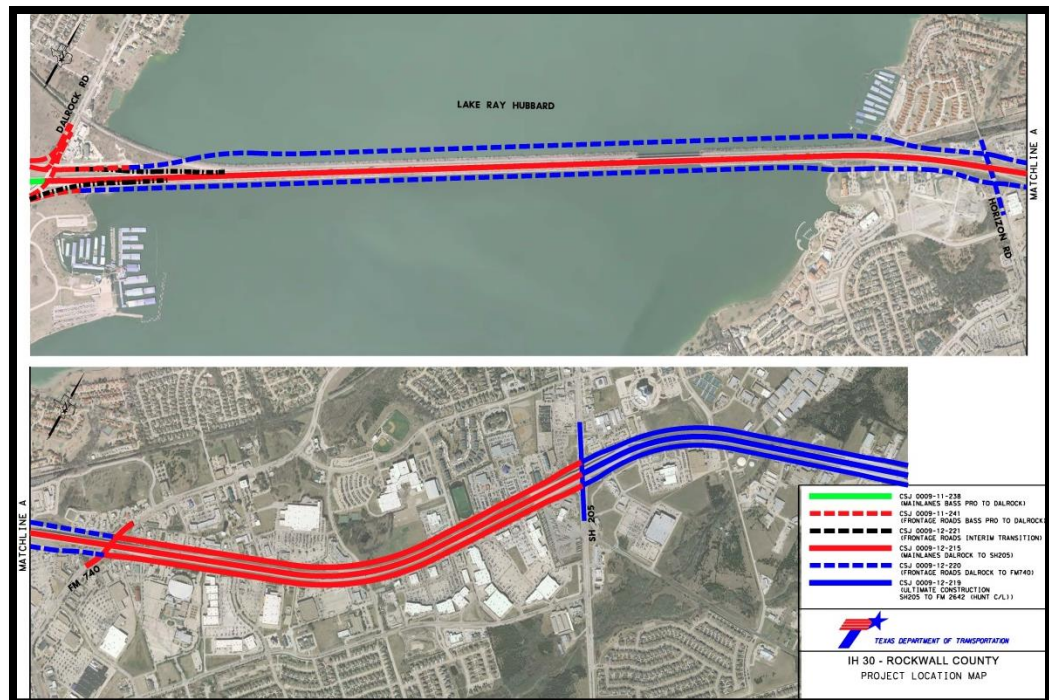 LAKE RAY HUBBARD
DALROCK RD
MATCHLINE A
MATCHLINE A
HORIZON RD
MATCHLINE A
FM 740
SH 205
CSJ 0009-11-238
(MAINLANES BASS PRO TO DALROCK)
CSJ 0009-11-241
(FRONTAGE ROADS BASS PRO TO DALROCK)
CSJ 0009-12-221
(FRONTAGE ROADS INTERIM TRANSITION)
CSJ 0009-12-215
(MAINLANES DALROCK TO SH205)
CSJ 0009-12-220
(FRONTAGE ROADS DALROCK TO FM740)
CSJ 0009-12-219
(ULTIMATE CONSTRUCTION
SH205 TO FM 2642 (HUNT C/L))
TEXAS DEPARTMENT OF TRANSPORTATION
IH 30 - ROCKWALL COUNTY
PROJECT LOCATION MAP